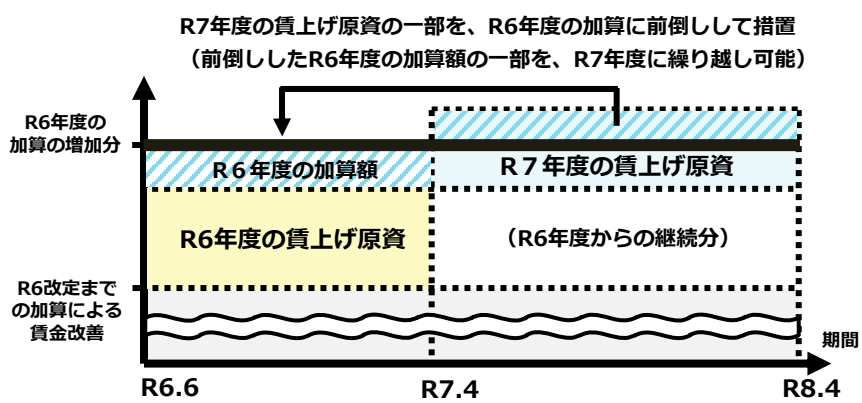 R7年度の賃上げ原資の一部を、R6年度の加算に前倒しして措置
（前倒ししたR6年度の加算額の一部を、R7年度に繰り越し可能）
R6年度の
加算の増加分
R６年度の加算額
R７年度の賃上げ原資
R6年度の賃上げ原資
（R6年度からの継続分）
R6改定まで
の加算による
賃金改善
期間
R6.6
R7.4
R8.4